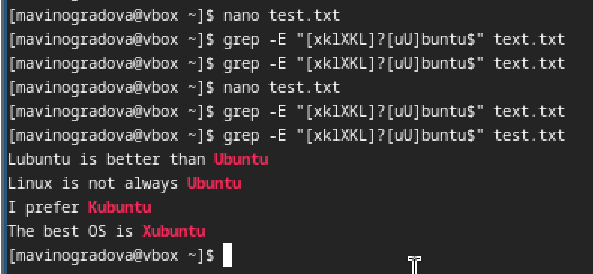 [mavinogradova@vbox ~]$ nano test.txt
[mavinogradova@vbox ~]$ grep -E "[xklXKL]?[uU]buntu$" text.txt
[mavinogradova@vbox ~]$ grep -E "[xklXKL]?[uU]buntu$" text.txt
[mavinogradova@vbox ~]$ nano test.txt
[mavinogradova@vbox ~]$ grep -E "[xklXKL]?[uU]buntu$" text.txt
[mavinogradova@vbox ~]$ grep -E "[xklXKL]?[uU]buntu$" test.txt
Lubuntu is better than Ubuntu
Linux is not always Ubuntu
I prefer Kubuntu
The best OS is Xubuntu
[mavinogradova@vbox ~]$